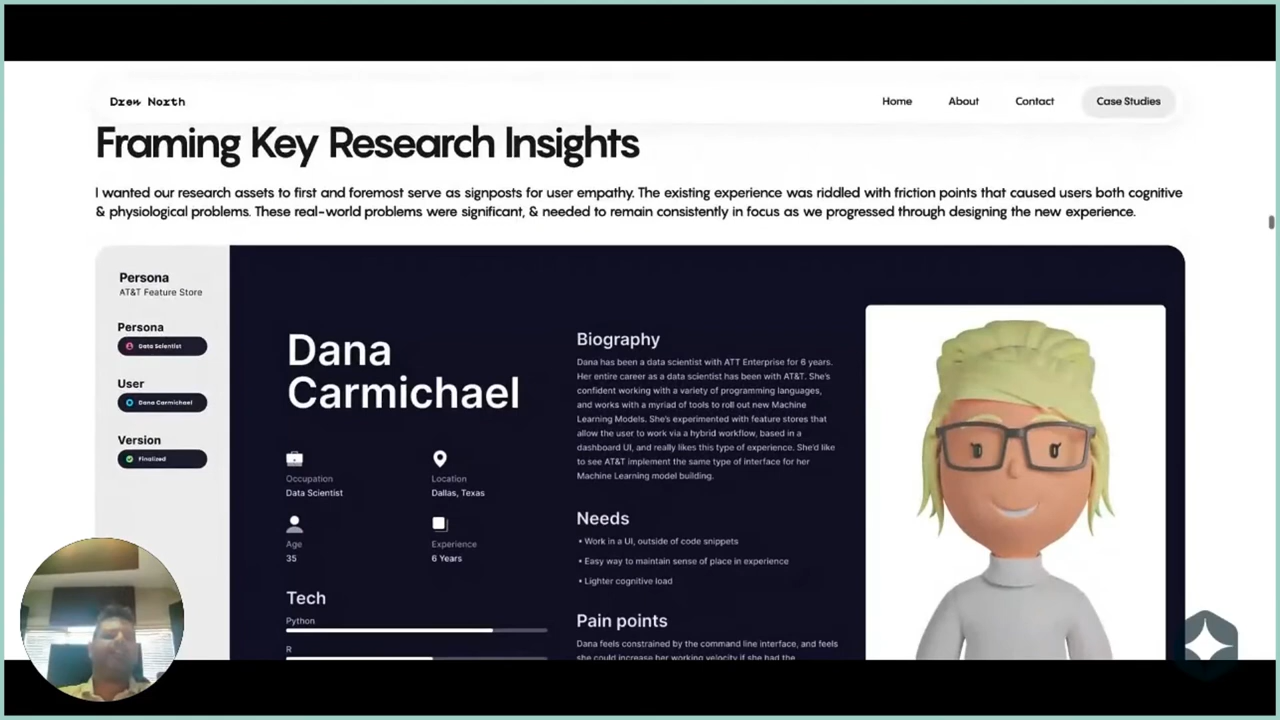 Drew North
Home
About
Contact
Case Studies
Framing Key Research Insights
I wanted our research assets to first and foremost serve as signposts for user empathy. The existing experience was riddled with friction points that caused users both cognitive
& physiological problems. These real-world problems were significant, & needed to remain consistently in focus as we progressed through designing the new experience.
Persona
AT&T Feature Store
Persona
Data Scientist
User
Dana Carmichael
Version
Finalized
Dana
Carmichael
Occupation
Data Scientist
Location
Dallas, Texas
Age
35
Experience
6 Years
Tech
Python
R
Biography
Dana has been a data scientist with ATT Enterprise for 6 years.
Her entire career as a data scientist has been with AT&T. She's
confident working with a variety of programming languages,
and works with a myriad of tools to roll out new Machine
Learning Models. She's experimented with feature stores that
allow the user to work via a hybrid workflow, based in a
dashboard UI, and really likes this type of experience. She'd like
to see AT&T implement the same type of interface for her
Machine Learning model building.
Needs
• Work in a UI, outside of code snippets
• Easy way to maintain sense of place in experience
• Lighter cognitive load
Pain points
Dana feels constrained by the command line interface, and feels
she could increase her working velocity if she had the